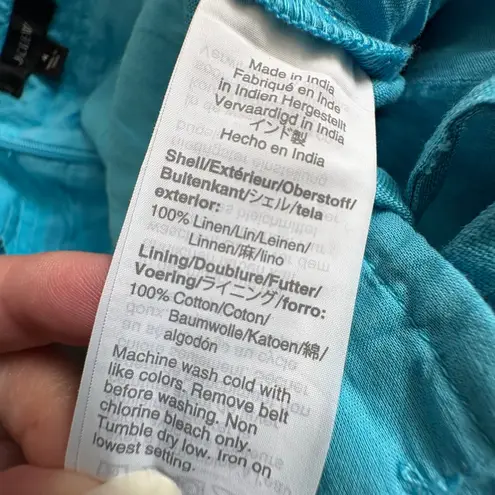 J.CREW
Made in India
Fabriqué en Inde
in Indien Hergestellt
Vervaardigd in India
インド製
Hecho en India
Shell/Extérieur/Oberstoff/
Buitenkant/シェル/tela
exterior:
100% Linen/Lin/Leinen/
Linnen/麻/lino
Lining/Doublure/Futter/
Voering/ライニング/forro:
100% Cotton/Coton/
Baumwolle/Katoen/綿/
algodón
Machine wash cold with
like colors. Remove belt
before washing. Non
chlorine bleach only.
Tumble dry low. Iron on
lowest setting.